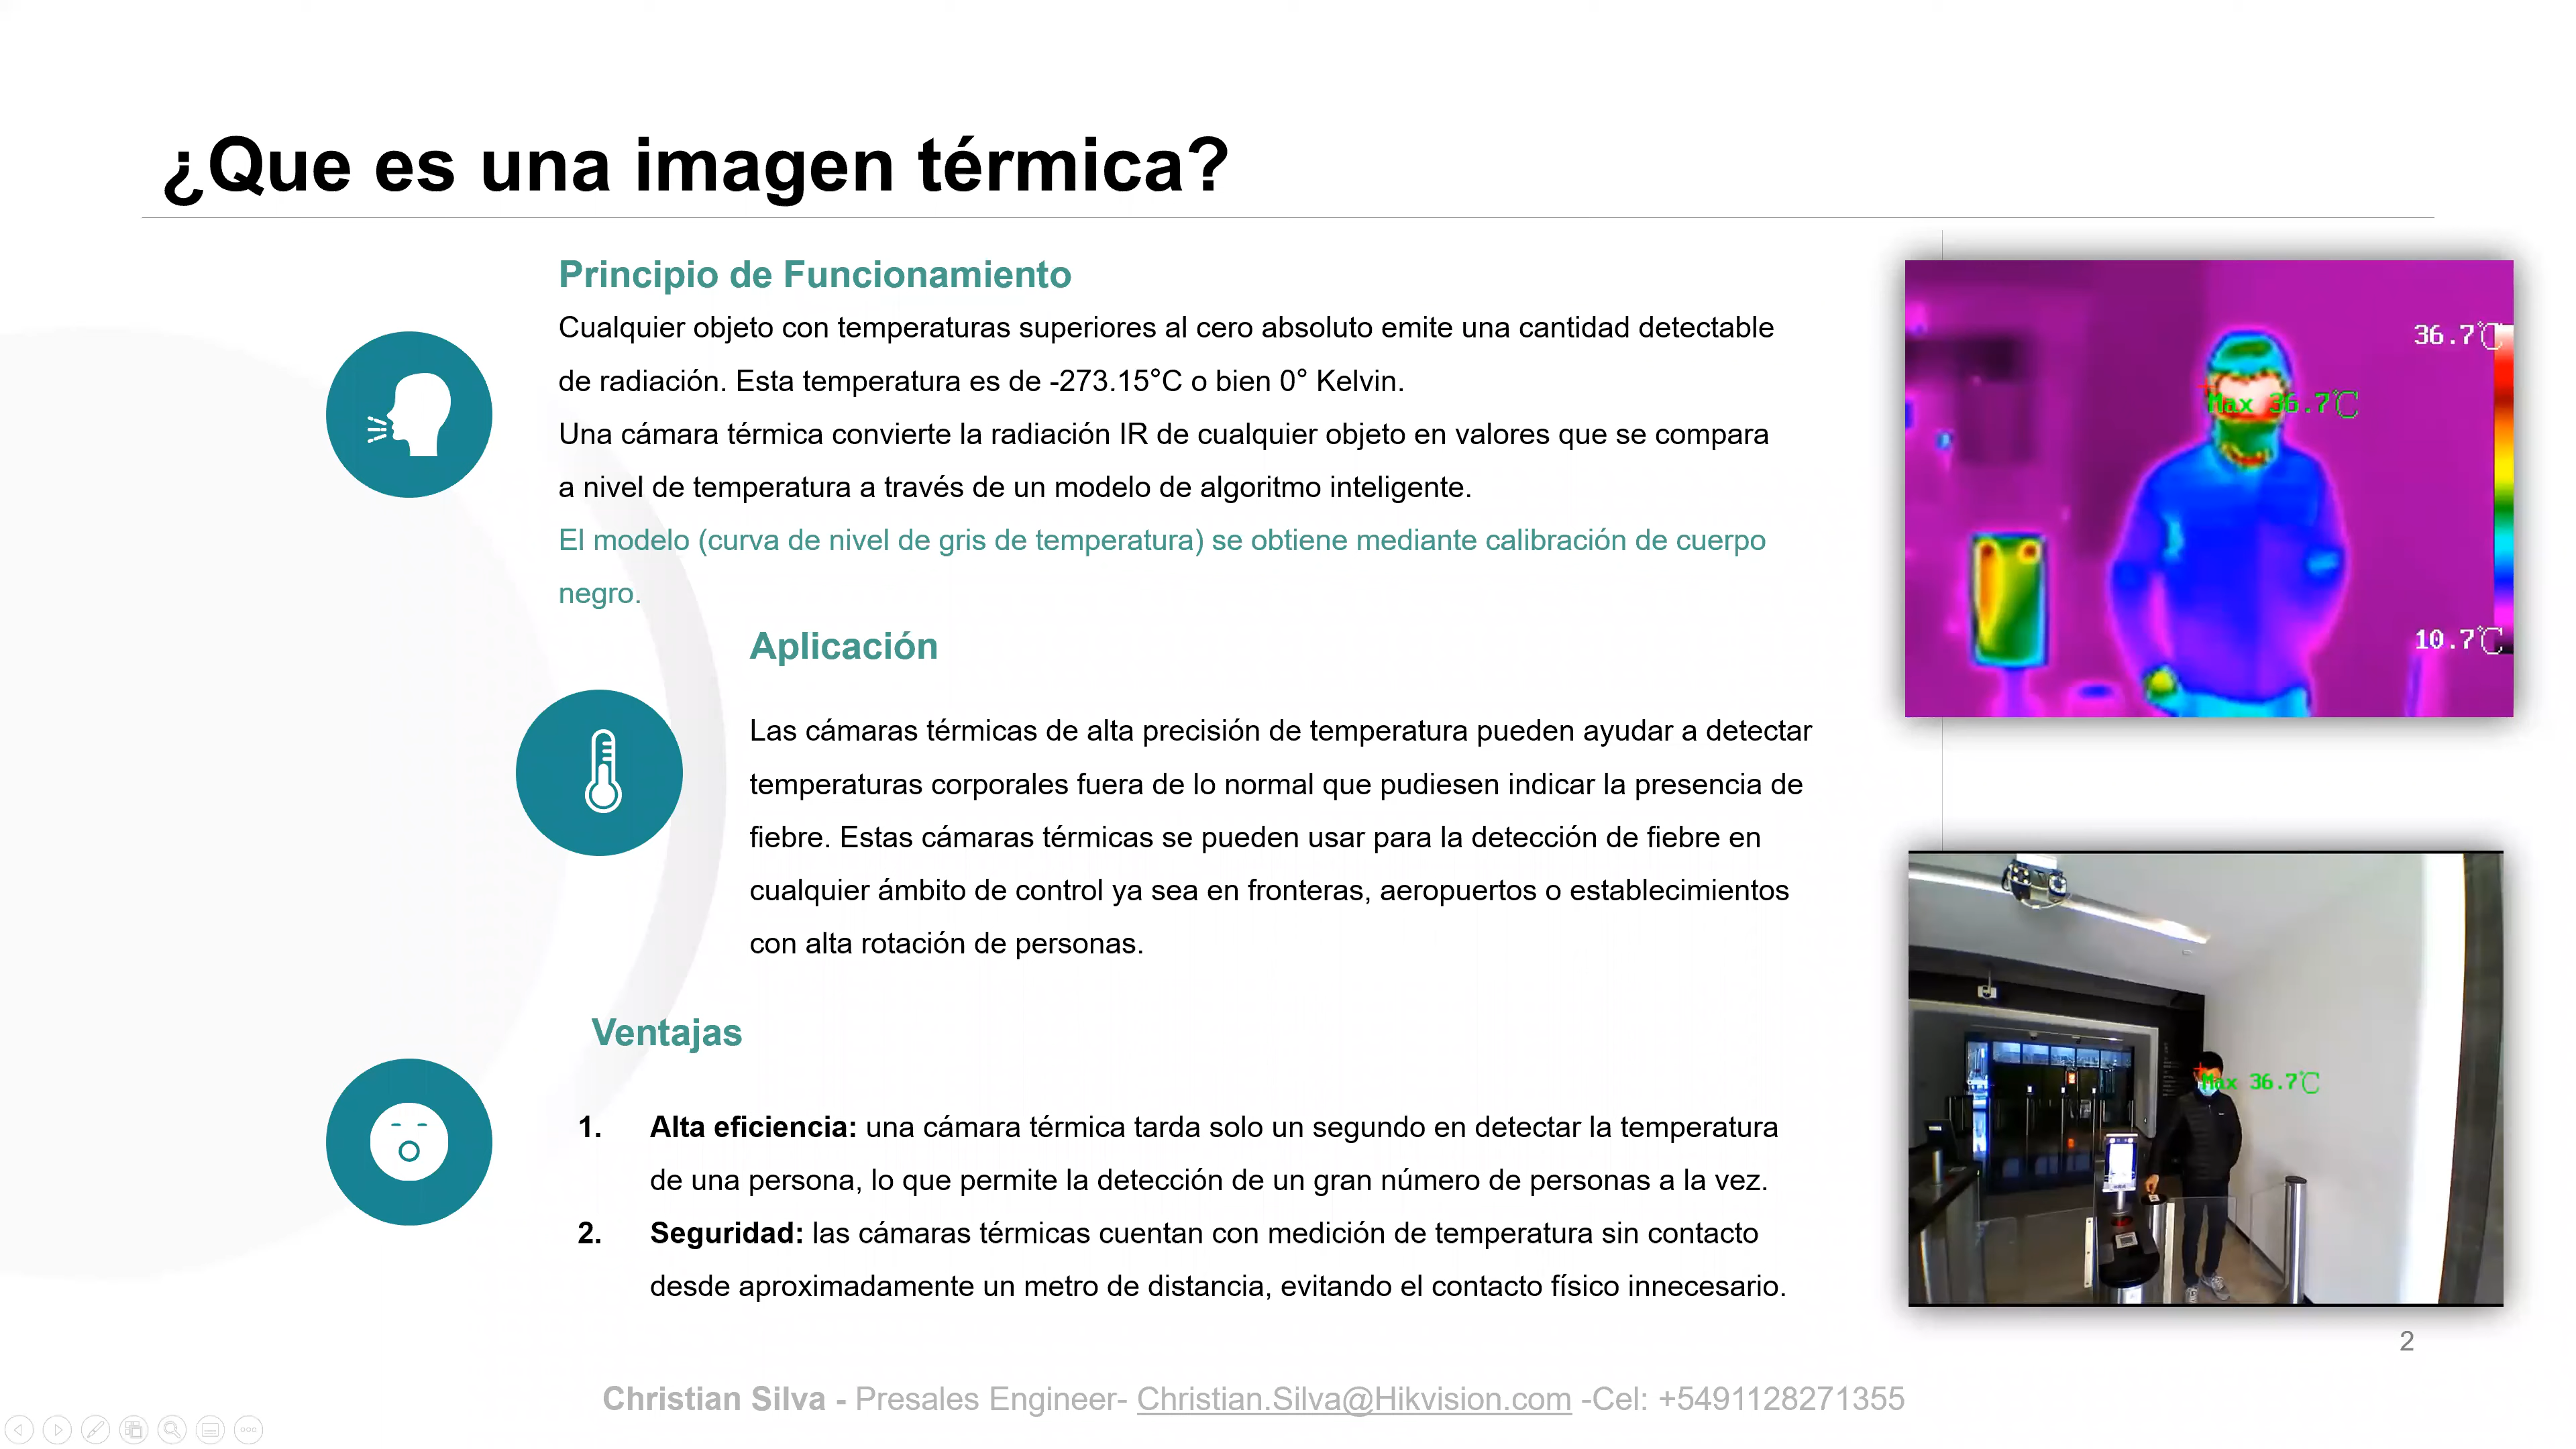 ¿Que es una imagen térmica?
Principio de Funcionamiento
Cualquier objeto con temperaturas superiores al cero absoluto emite una cantidad detectable
de radiación. Esta temperatura es de -273.15°C o bien 0° Kelvin.
Una cámara térmica convierte la radiación IR de cualquier objeto en valores que se compara
a nivel de temperatura a través de un modelo de algoritmo inteligente.
El modelo (curva de nivel de gris de temperatura) se obtiene mediante calibración de cuerpo
negro.
Aplicación
Las cámaras térmicas de alta precisión de temperatura pueden ayudar a detectar
temperaturas corporales fuera de lo normal que pudiesen indicar la presencia de
fiebre. Estas cámaras térmicas se pueden usar para la detección de fiebre en
cualquier ámbito de control ya sea en fronteras, aeropuertos o establecimientos
con alta rotación de personas.
Ventajas
1. Alta eficiencia: una cámara térmica tarda solo un segundo en detectar la temperatura
de una persona, lo que permite la detección de un gran número de personas a la vez.
2. Seguridad: las cámaras térmicas cuentan con medición de temperatura sin contacto
desde aproximadamente un metro de distancia, evitando el contacto físico innecesario.
36.7℃
Max 36.7℃
10.7℃
Max 36.7℃
2
Christian Silva - Presales Engineer- Christian.Silva@Hikvision.com -Cel: +5491128271355